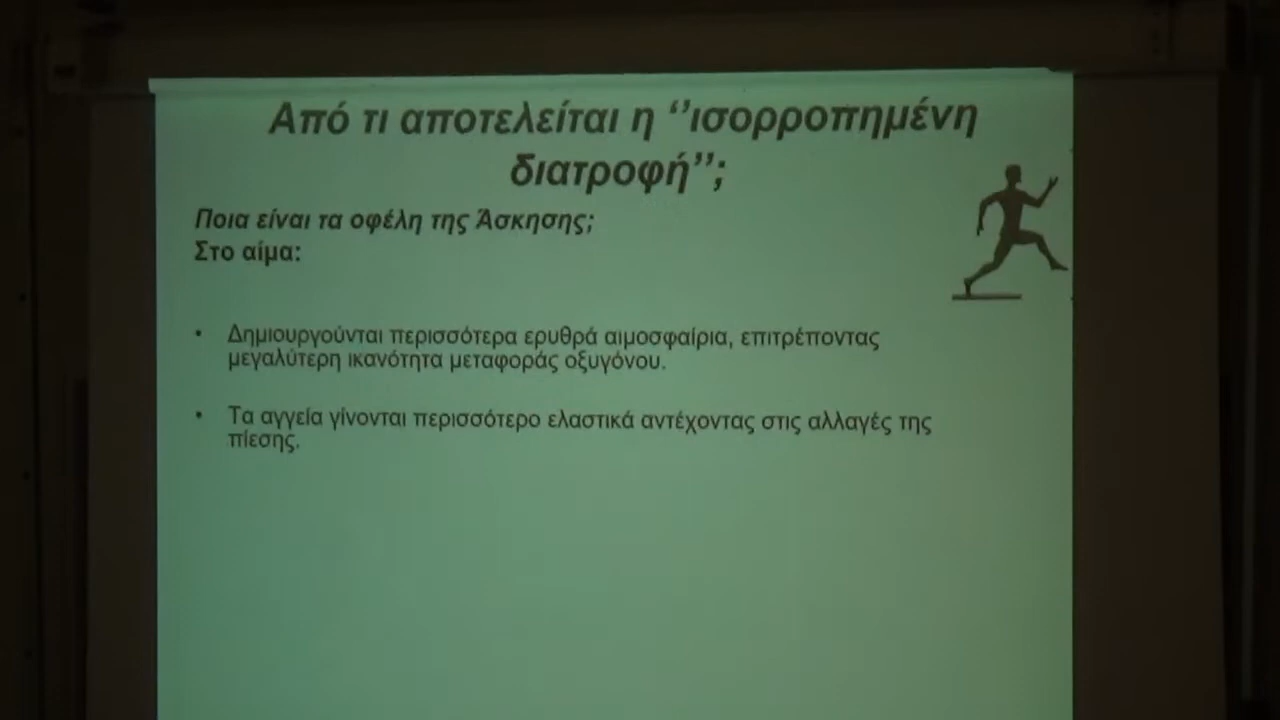 Από τι αποτελείται η ‘’ισορροπημένη
διατροφή’’;
Ποια είναι τα οφέλη της Άσκησης;
Στο αίμα:
• Δημιουργούνται περισσότερα ερυθρά αιμοσφαίρια, επιτρέποντας
μεγαλύτερη ικανότητα μεταφοράς οξυγόνου.
• Τα αγγεία γίνονται περισσότερο ελαστικά αντέχοντας στις αλλαγές της
πίεσης.